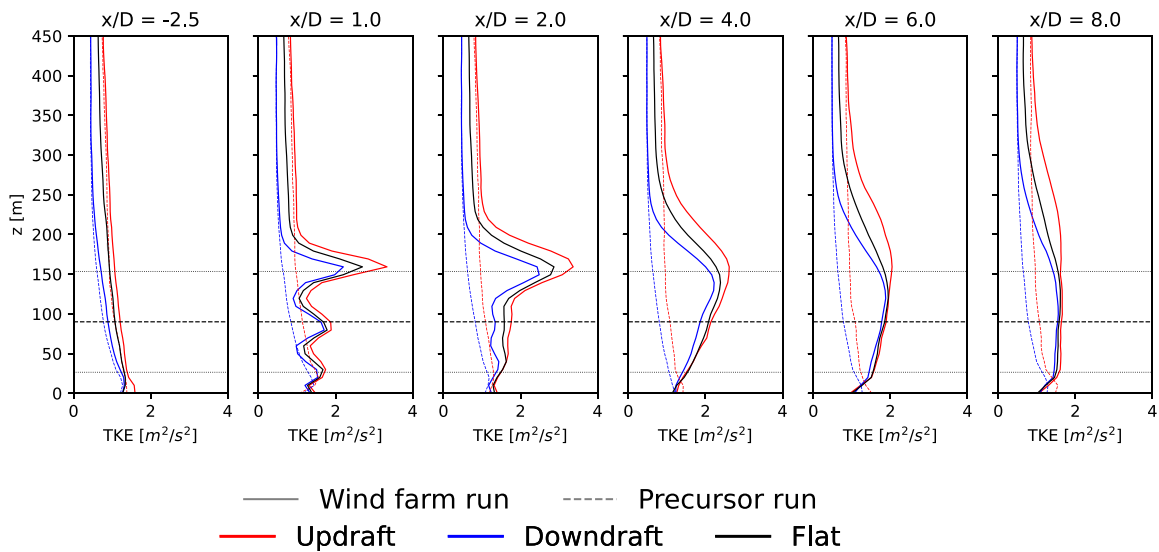 x/D = -2.5 x/D = 1.0 x/D = 2.0 x/D = 4.0 x/D = 6.0 x/D = 8.0
450
400
350
300
250
200
150
100
50
0
z [m]
0 2 4 0 2 4 0 2 4 0 2 4 0 2 4 0 2 4
TKE [m²/s²] TKE [m²/s²] TKE [m²/s²] TKE [m²/s²] TKE [m²/s²] TKE [m²/s²]
Wind farm run Precursor run
Updraft Downdraft Flat